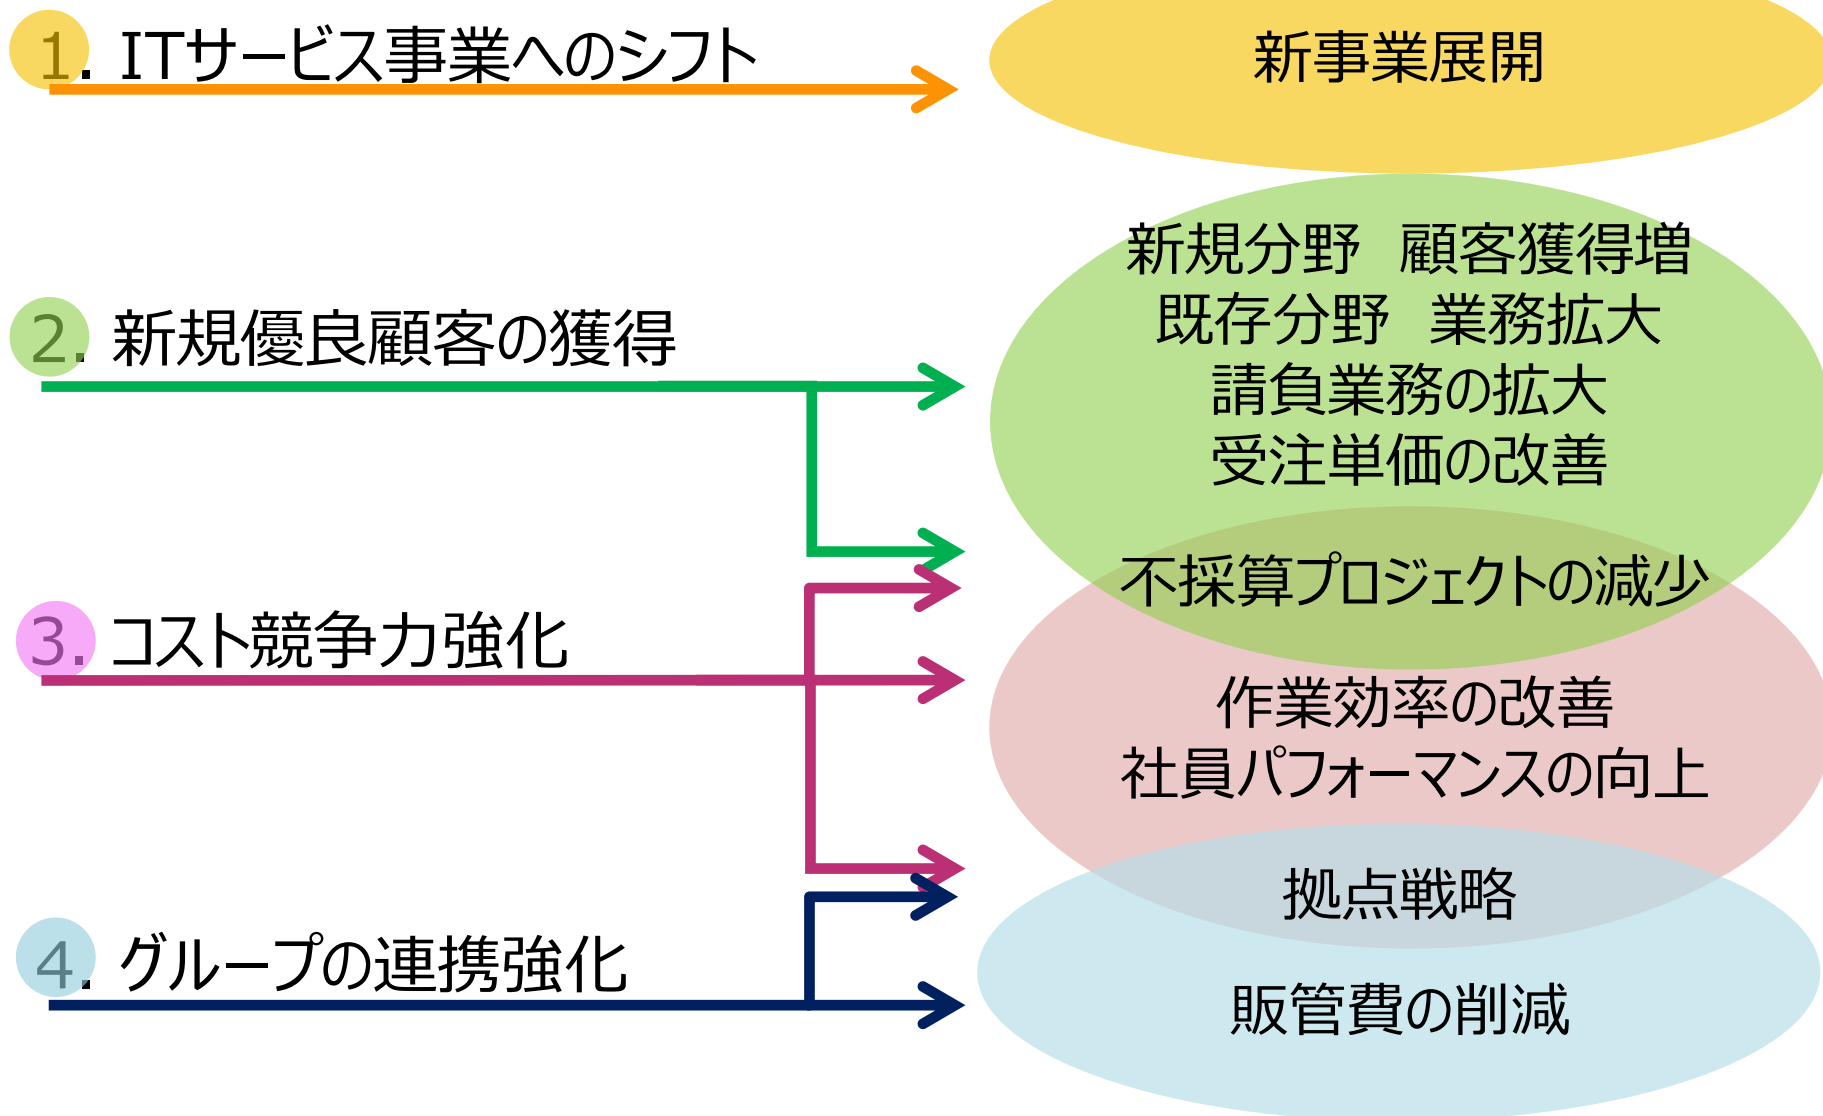 1. ITサービス事業へのシフト
新事業展開
2. 新規優良顧客の獲得
新規分野　顧客獲得増
既存分野　業務拡大
請負業務の拡大
受注単価の改善
不採算プロジェクトの減少
3. コスト競争力強化
作業効率の改善
社員パフォーマンスの向上
拠点戦略
4. グループの連携強化
販管費の削減